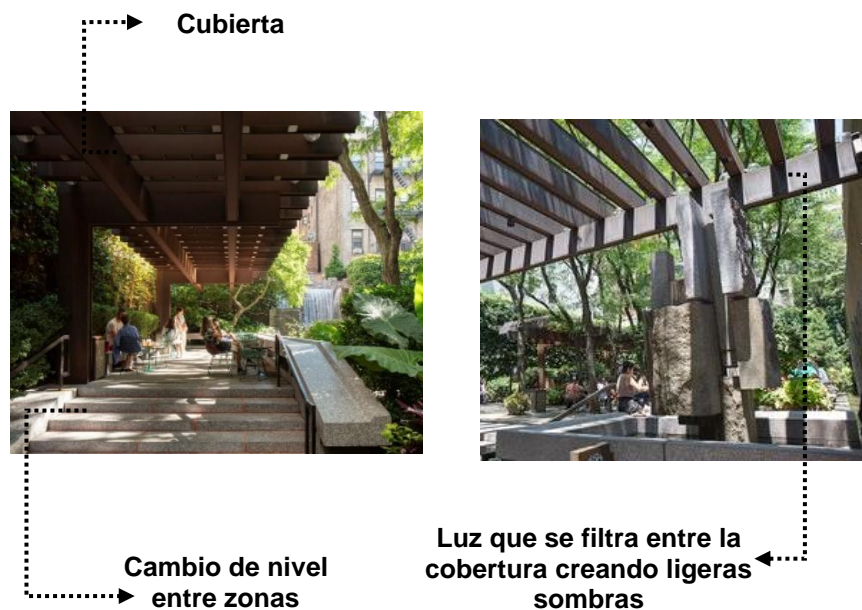 Cubierta
Cambio de nivel
entre zonas
Luz que se filtra entre la
cobertura creando ligeras
sombras